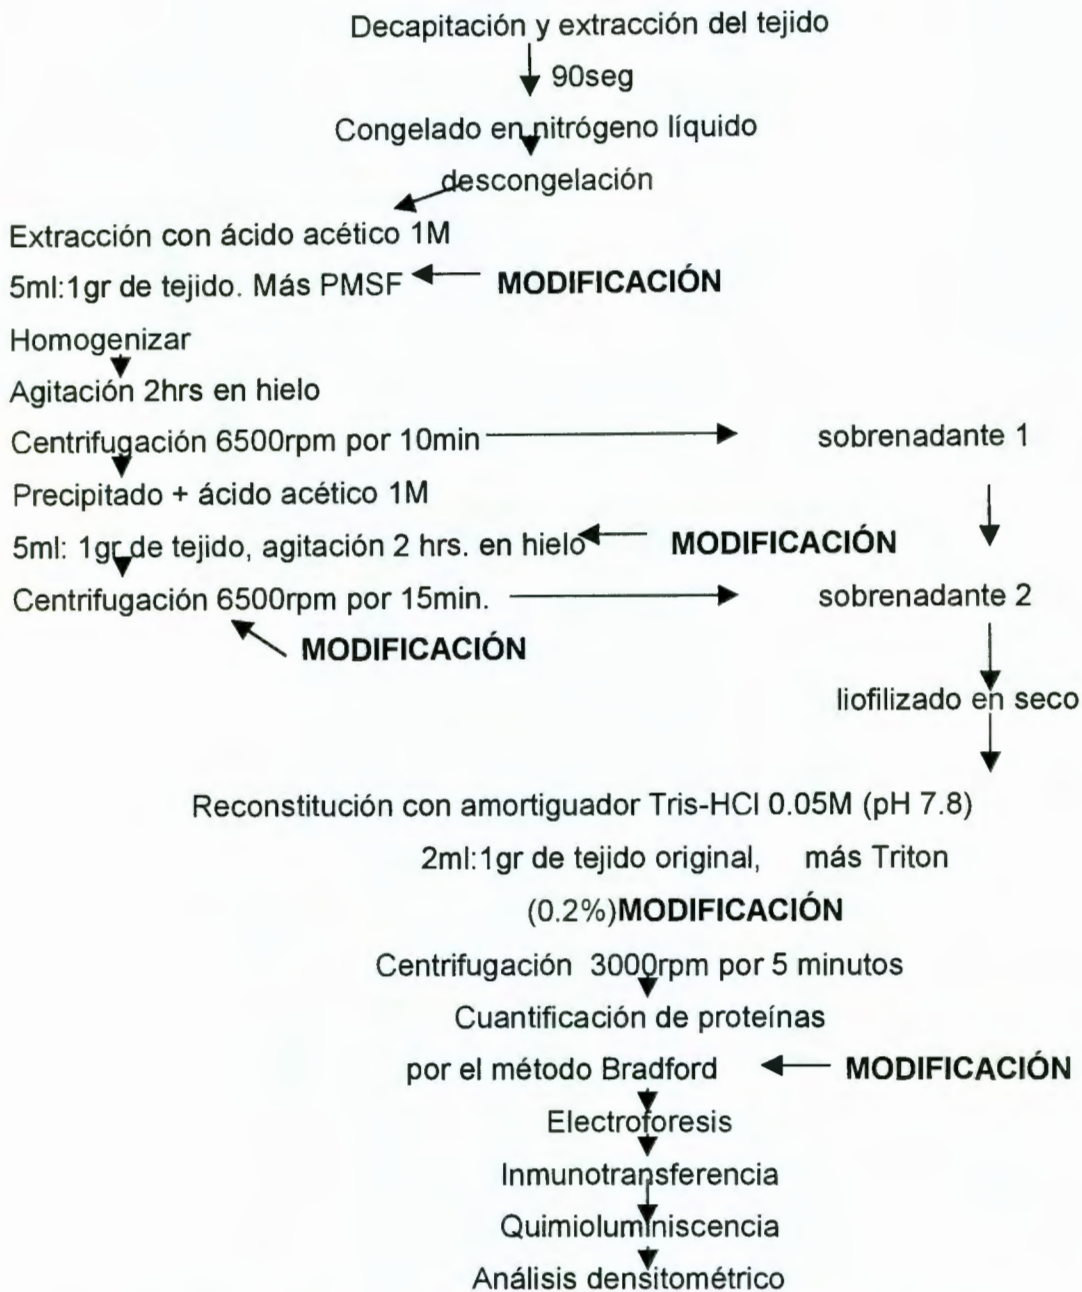 Decapitación y extracción del tejido
90seg
Congelado en nitrógeno líquido
descongelación
Extracción con ácido acético 1M
5ml:1gr de tejido. Más PMSF MODIFICACIÓN
Homogenizar
Agitación 2hrs en hielo
Centrifugación 6500rpm por 10min sobrenadante 1
Precipitado + ácido acético 1M
5ml: 1gr de tejido, agitación 2 hrs. en hielo MODIFICACIÓN
Centrifugación 6500rpm por 15min. sobrenadante 2
MODIFICACIÓN
liofilizado en seco
Reconstitución con amortiguador Tris-HCl 0.05M (pH 7.8)
2ml:1gr de tejido original, más Triton
(0.2%)MODIFICACIÓN
Centrifugación 3000rpm por 5 minutos
Cuantificación de proteínas
por el método Bradford MODIFICACIÓN
Electroforesis
Inmunotransferencia
Quimioluminiscencia
Análisis densitométrico